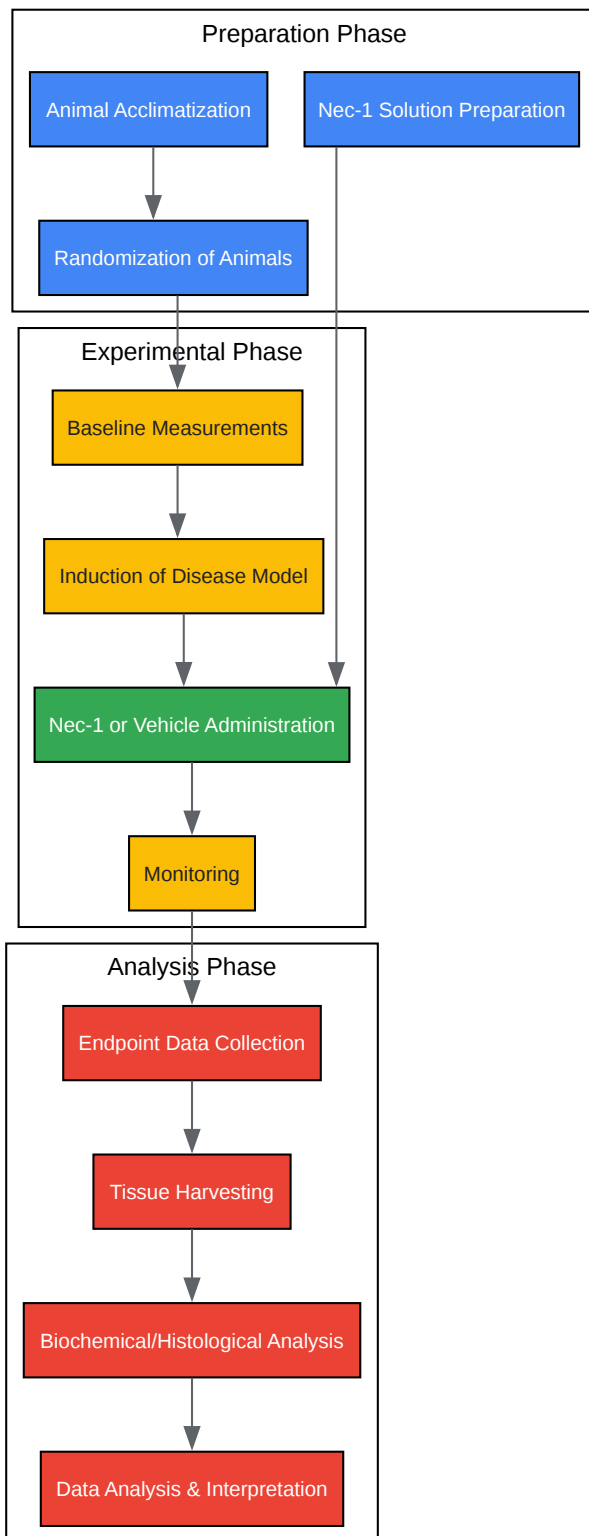 Preparation Phase
Animal Acclimatization
Nec-1 Solution Preparation
Randomization of Animals
Experimental Phase
Baseline Measurements
Induction of Disease Model
Nec-1 or Vehicle Administration
Monitoring
Analysis Phase
Endpoint Data Collection
Tissue Harvesting
Biochemical/Histological Analysis
Data Analysis & Interpretation